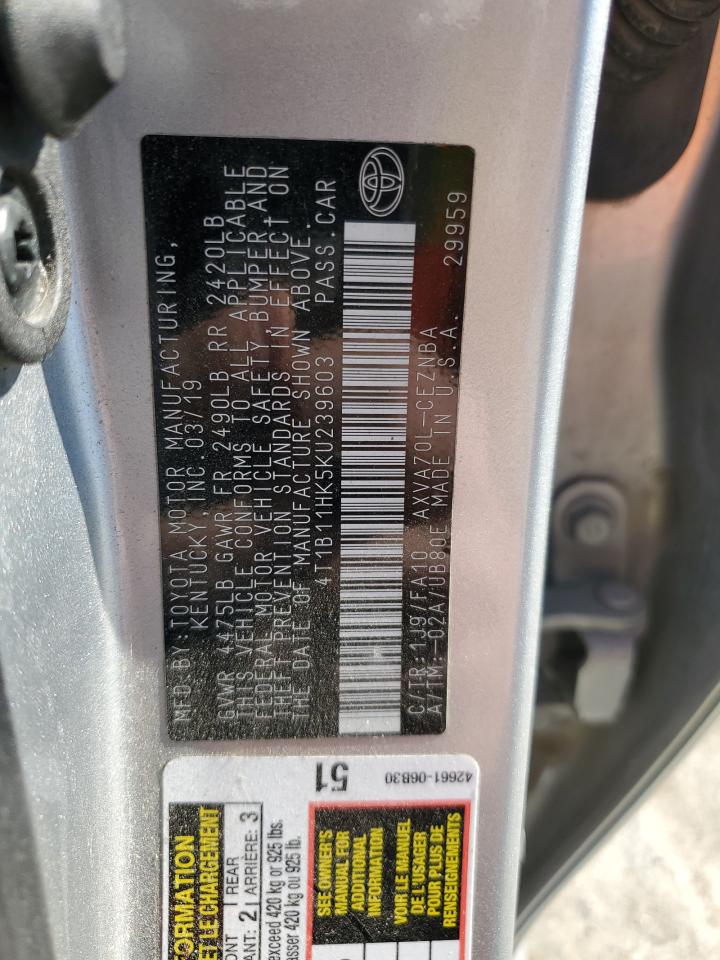 MFD. BY: TOYOTA MOTOR MANUFACTURING,
KENTUCKY, INC. 03/19
GVWR 4475LB GAWR FR 2490LB RR 2420LB
THIS VEHICLE CONFORMS TO ALL APPLICABLE
FEDERAL MOTOR VEHICLE SAFETY, BUMPER, AND
THEFT PREVENTION STANDARDS IN EFFECT ON
THE DATE OF MANUFACTURE SHOWN ABOVE.
4T1B11HK5KU239603 PASS. CAR
C/TR: 1J9/FA10 AXVA70L-CEZNBA
A/TM: -02A/UB80E MADE IN U.S.A. 29959
51
42661-06B30
ORMATION
ET LE CHARGEMENT
ONT 2 REAR 3
ANT: ARRIÈRE:
exceed 420 kg or 925 lbs.
asser 420 kg ou 925 lb.
SEE OWNER'S
MANUAL FOR
ADDITIONAL
INFORMATION
VOIR LE MANUEL
DE L'USAGER
POUR PLUS DE
RENSEIGNEMENTS